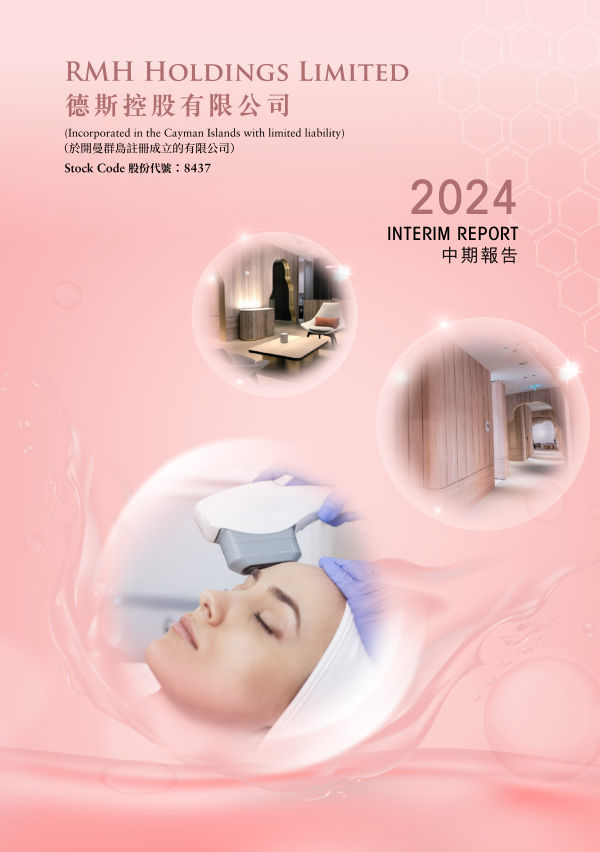 RMH HOLDINGS LIMITED
德斯控股有限公司
(Incorporated in the Cayman Islands with limited liability)
(於開曼群島註冊成立的有限公司)
Stock Code 股份代號：8437
2024
INTERIM REPORT
中期報告